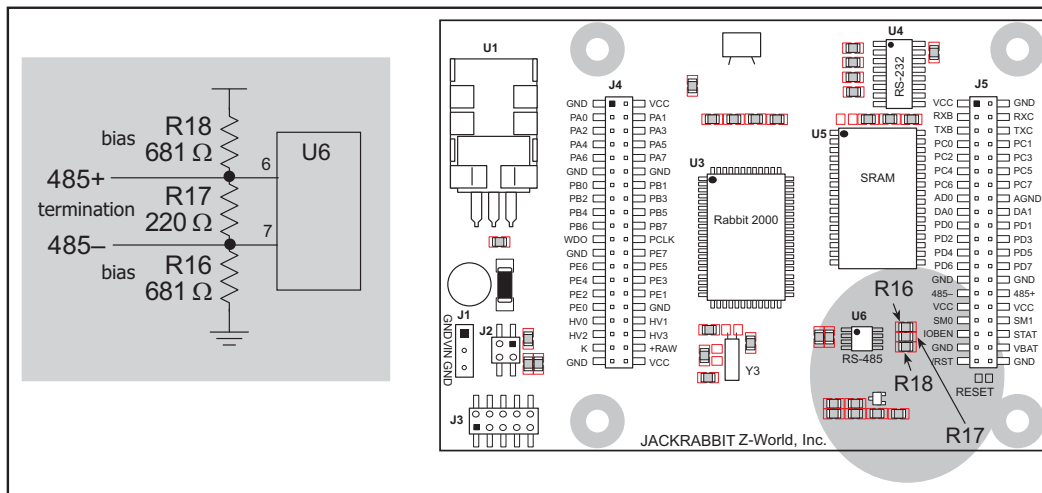 R18
bias
681 Ω
U6
6
485+
R17
termination
220 Ω
7
485–
R16
bias
681 Ω
U1
J4
GND VCC
PA0 PA1
PA2 PA3
PA4 PA5
PA6 PA7
GND GND
PB0 PB1
PB2 PB3
PB4 PB5
PB6 PB7
WDO PCLK
GND PE7
PE6 PE5
PE4 PE3
PE2 PE1
PE0 GND
HV0 HV1
HV2 HV3
K +RAW
GND VCC
J1
GND VIN GND
J2
J3
U3
Rabbit 2000
Y3
U4
RS-232
U5
SRAM
J5
VCC GND
RXB RXC
TXB TXC
PC0 PC1
PC2 PC3
PC4 PC5
PC6 PC7
AD0 AGND
DA0 DA1
PD0 PD1
PD2 PD3
PD4 PD5
PD6 PD7
GND GND
485– 485+
VCC VCC
SM0 SM1
IOBEN STAT
GND VBAT
/RST GND
R16
U6
RS-485
R18
RESET
R17
JACKRABBIT Z-World, Inc.